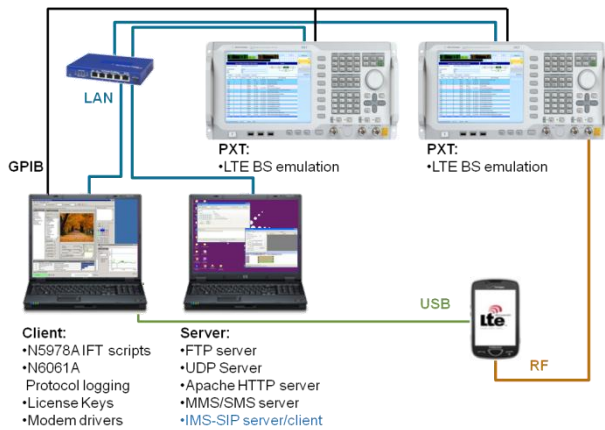 LAN
GPIB
PXT:
•LTE BS emulation
PXT:
•LTE BS emulation
USB
RF
Lte
Client:
•N5978A IFT scripts
•N6061A
Protocol logging
•License Keys
•Modem drivers
Server:
•FTP server
•UDP Server
•Apache HTTP server
•MMS/SMS server
•IMS-SIP server/client